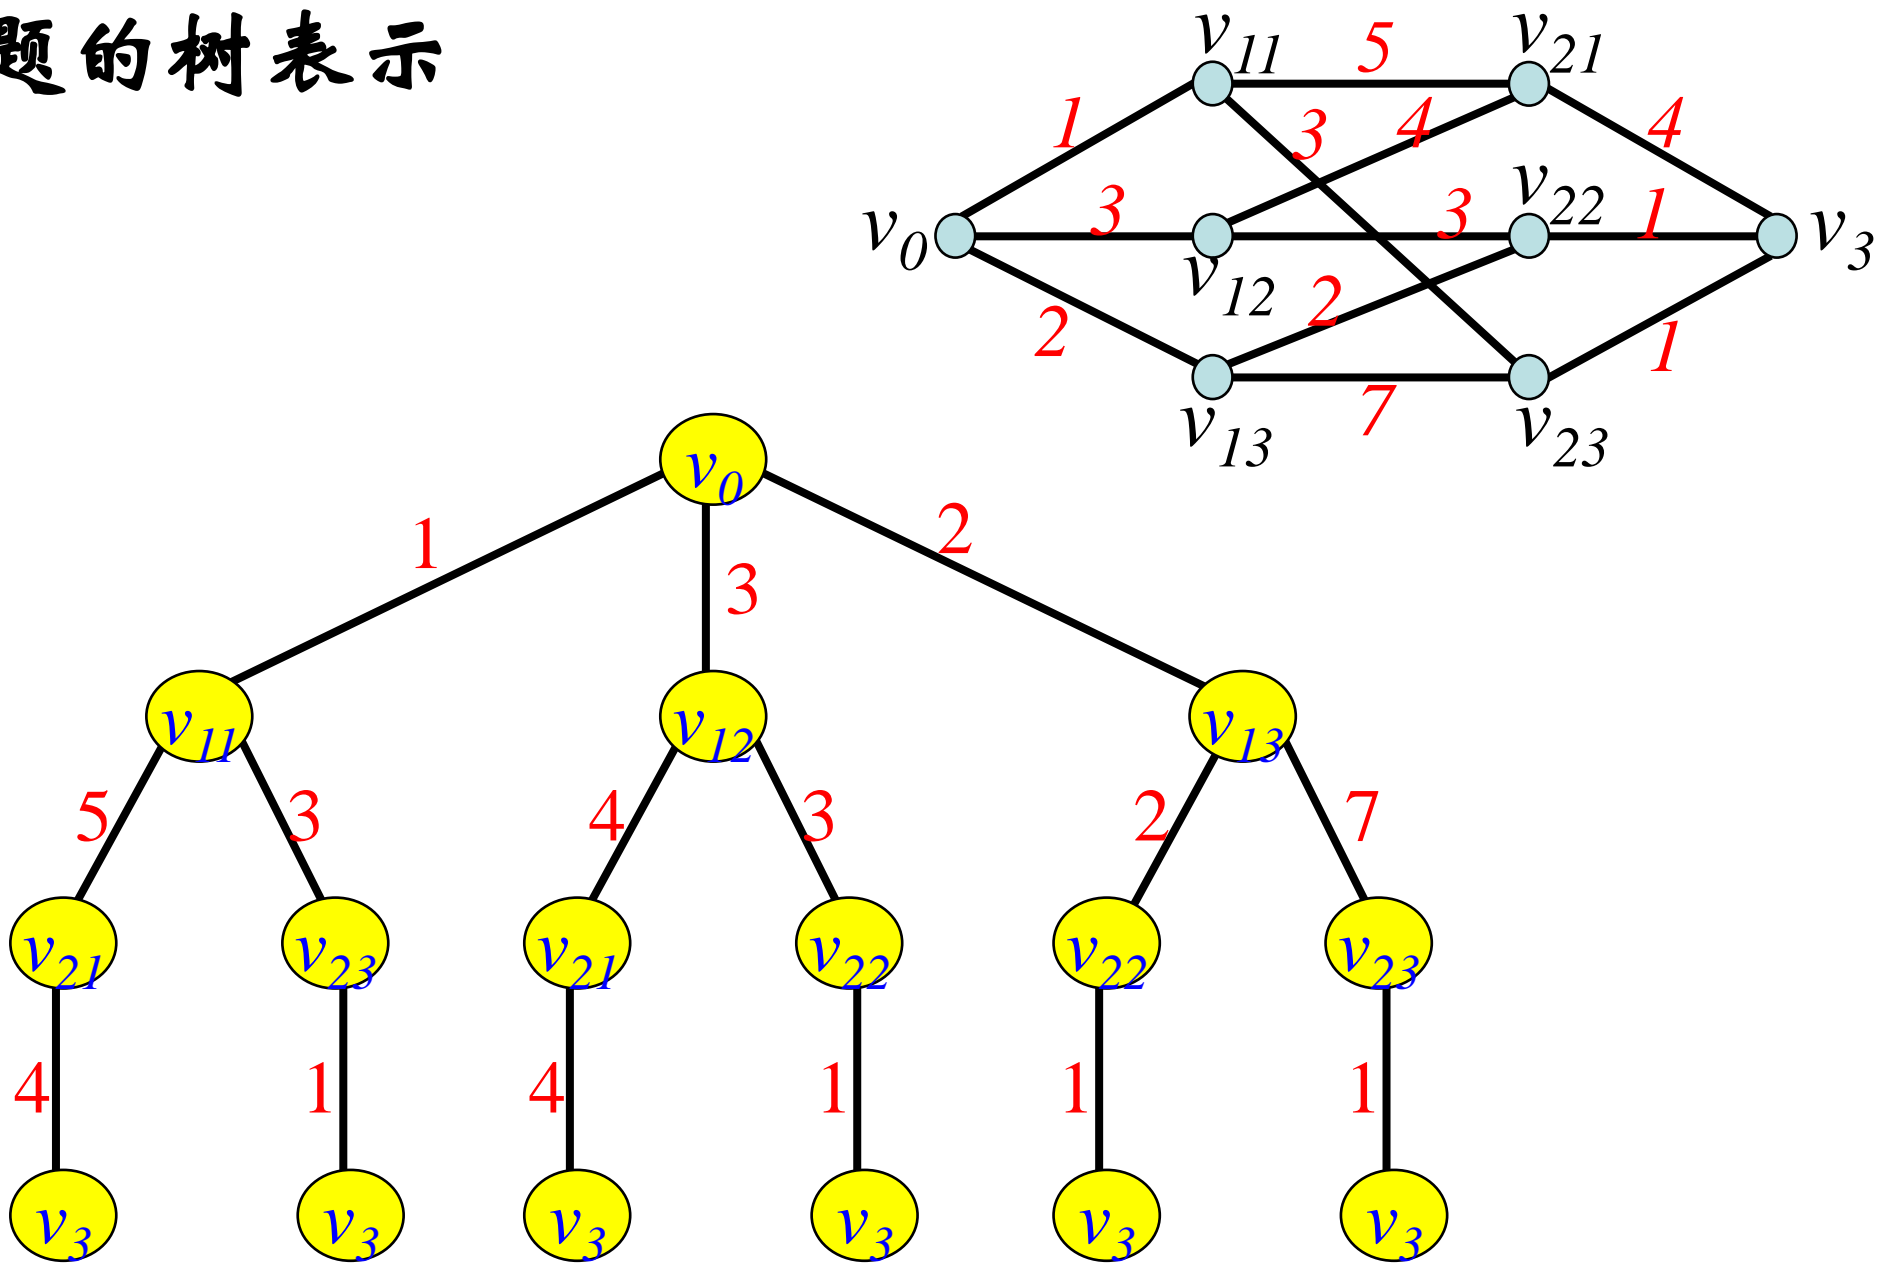 题的树表示
v11 5 v21
1 3 4 4
v0 3 v12 3 v22 1 v3
2 2 1
v13 7 v23
v0
1 3 2
v11 v12 v13
5 3 4 3 2 7
v21 v23 v21 v22 v22 v23
4 1 4 1 1 1
v3 v3 v3 v3 v3 v3